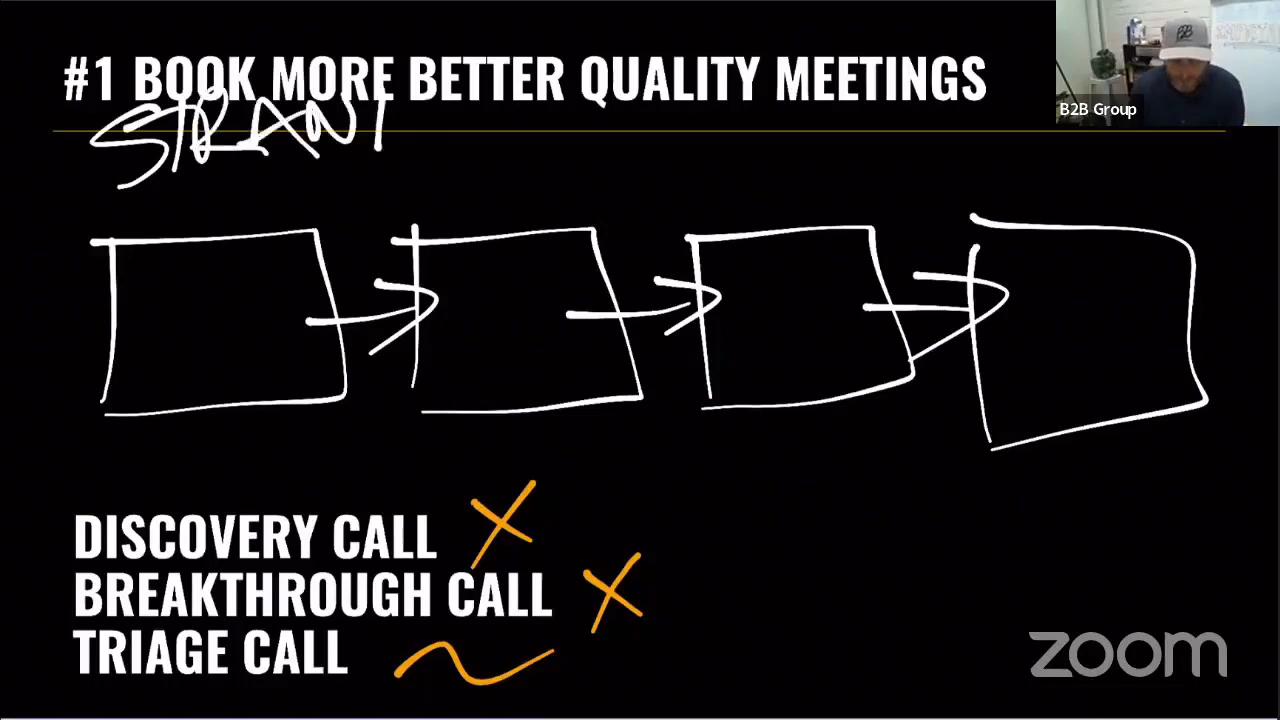 #1 BOOK MORE BETTER QUALITY MEETINGS
B2B Group
DISCOVERY CALL
BREAKTHROUGH CALL
TRIAGE CALL
zoom